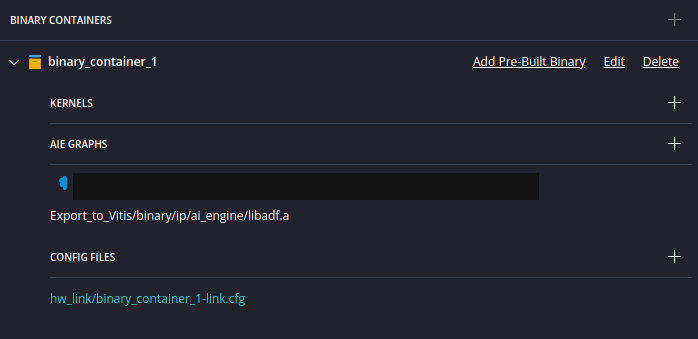 BINARY CONTAINERS
binary_container_1 Add Pre-Built Binary Edit Delete
KERNELS
AIE GRAPHS
Export_to_Vitis/binary/ip/ai_engine/libadf.a
CONFIG FILES
hw_link/binary_container_1-link.cfg